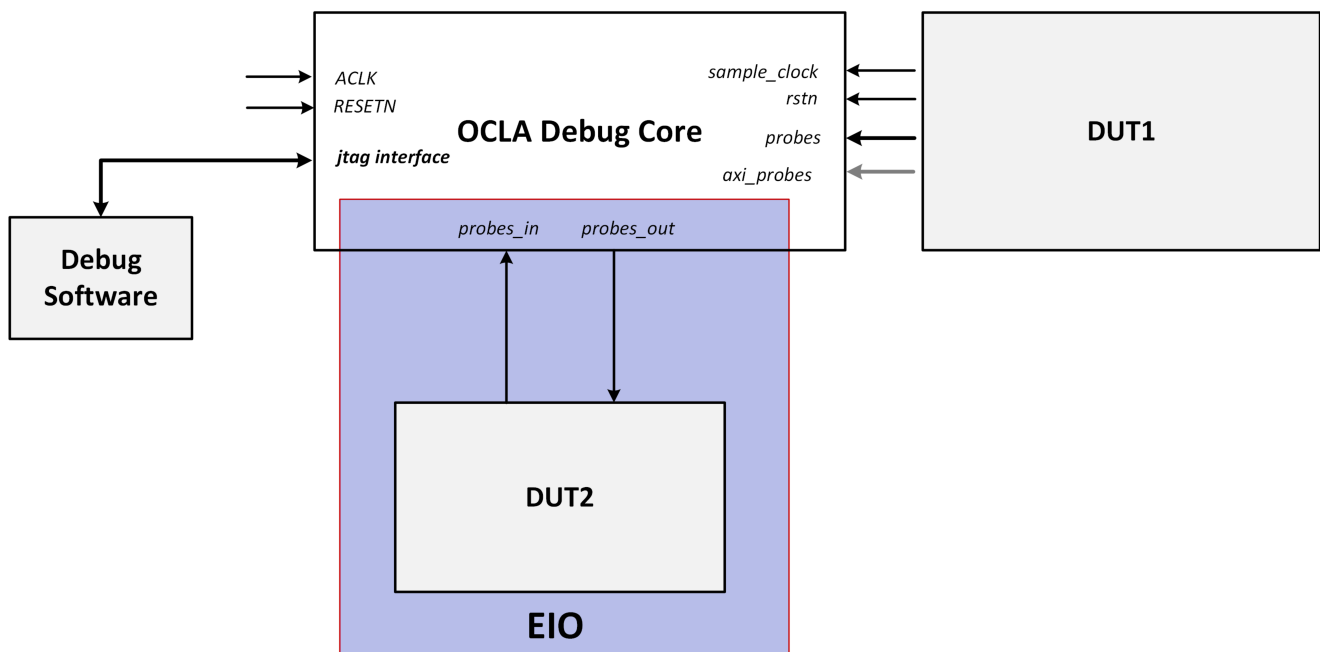 ACLK
RESETN
jtag interface
OCLA Debug Core
sample_clock
rstn
probes
axi_probes
DUT1
probes_in
probes_out
Debug
Software
DUT2
EIO